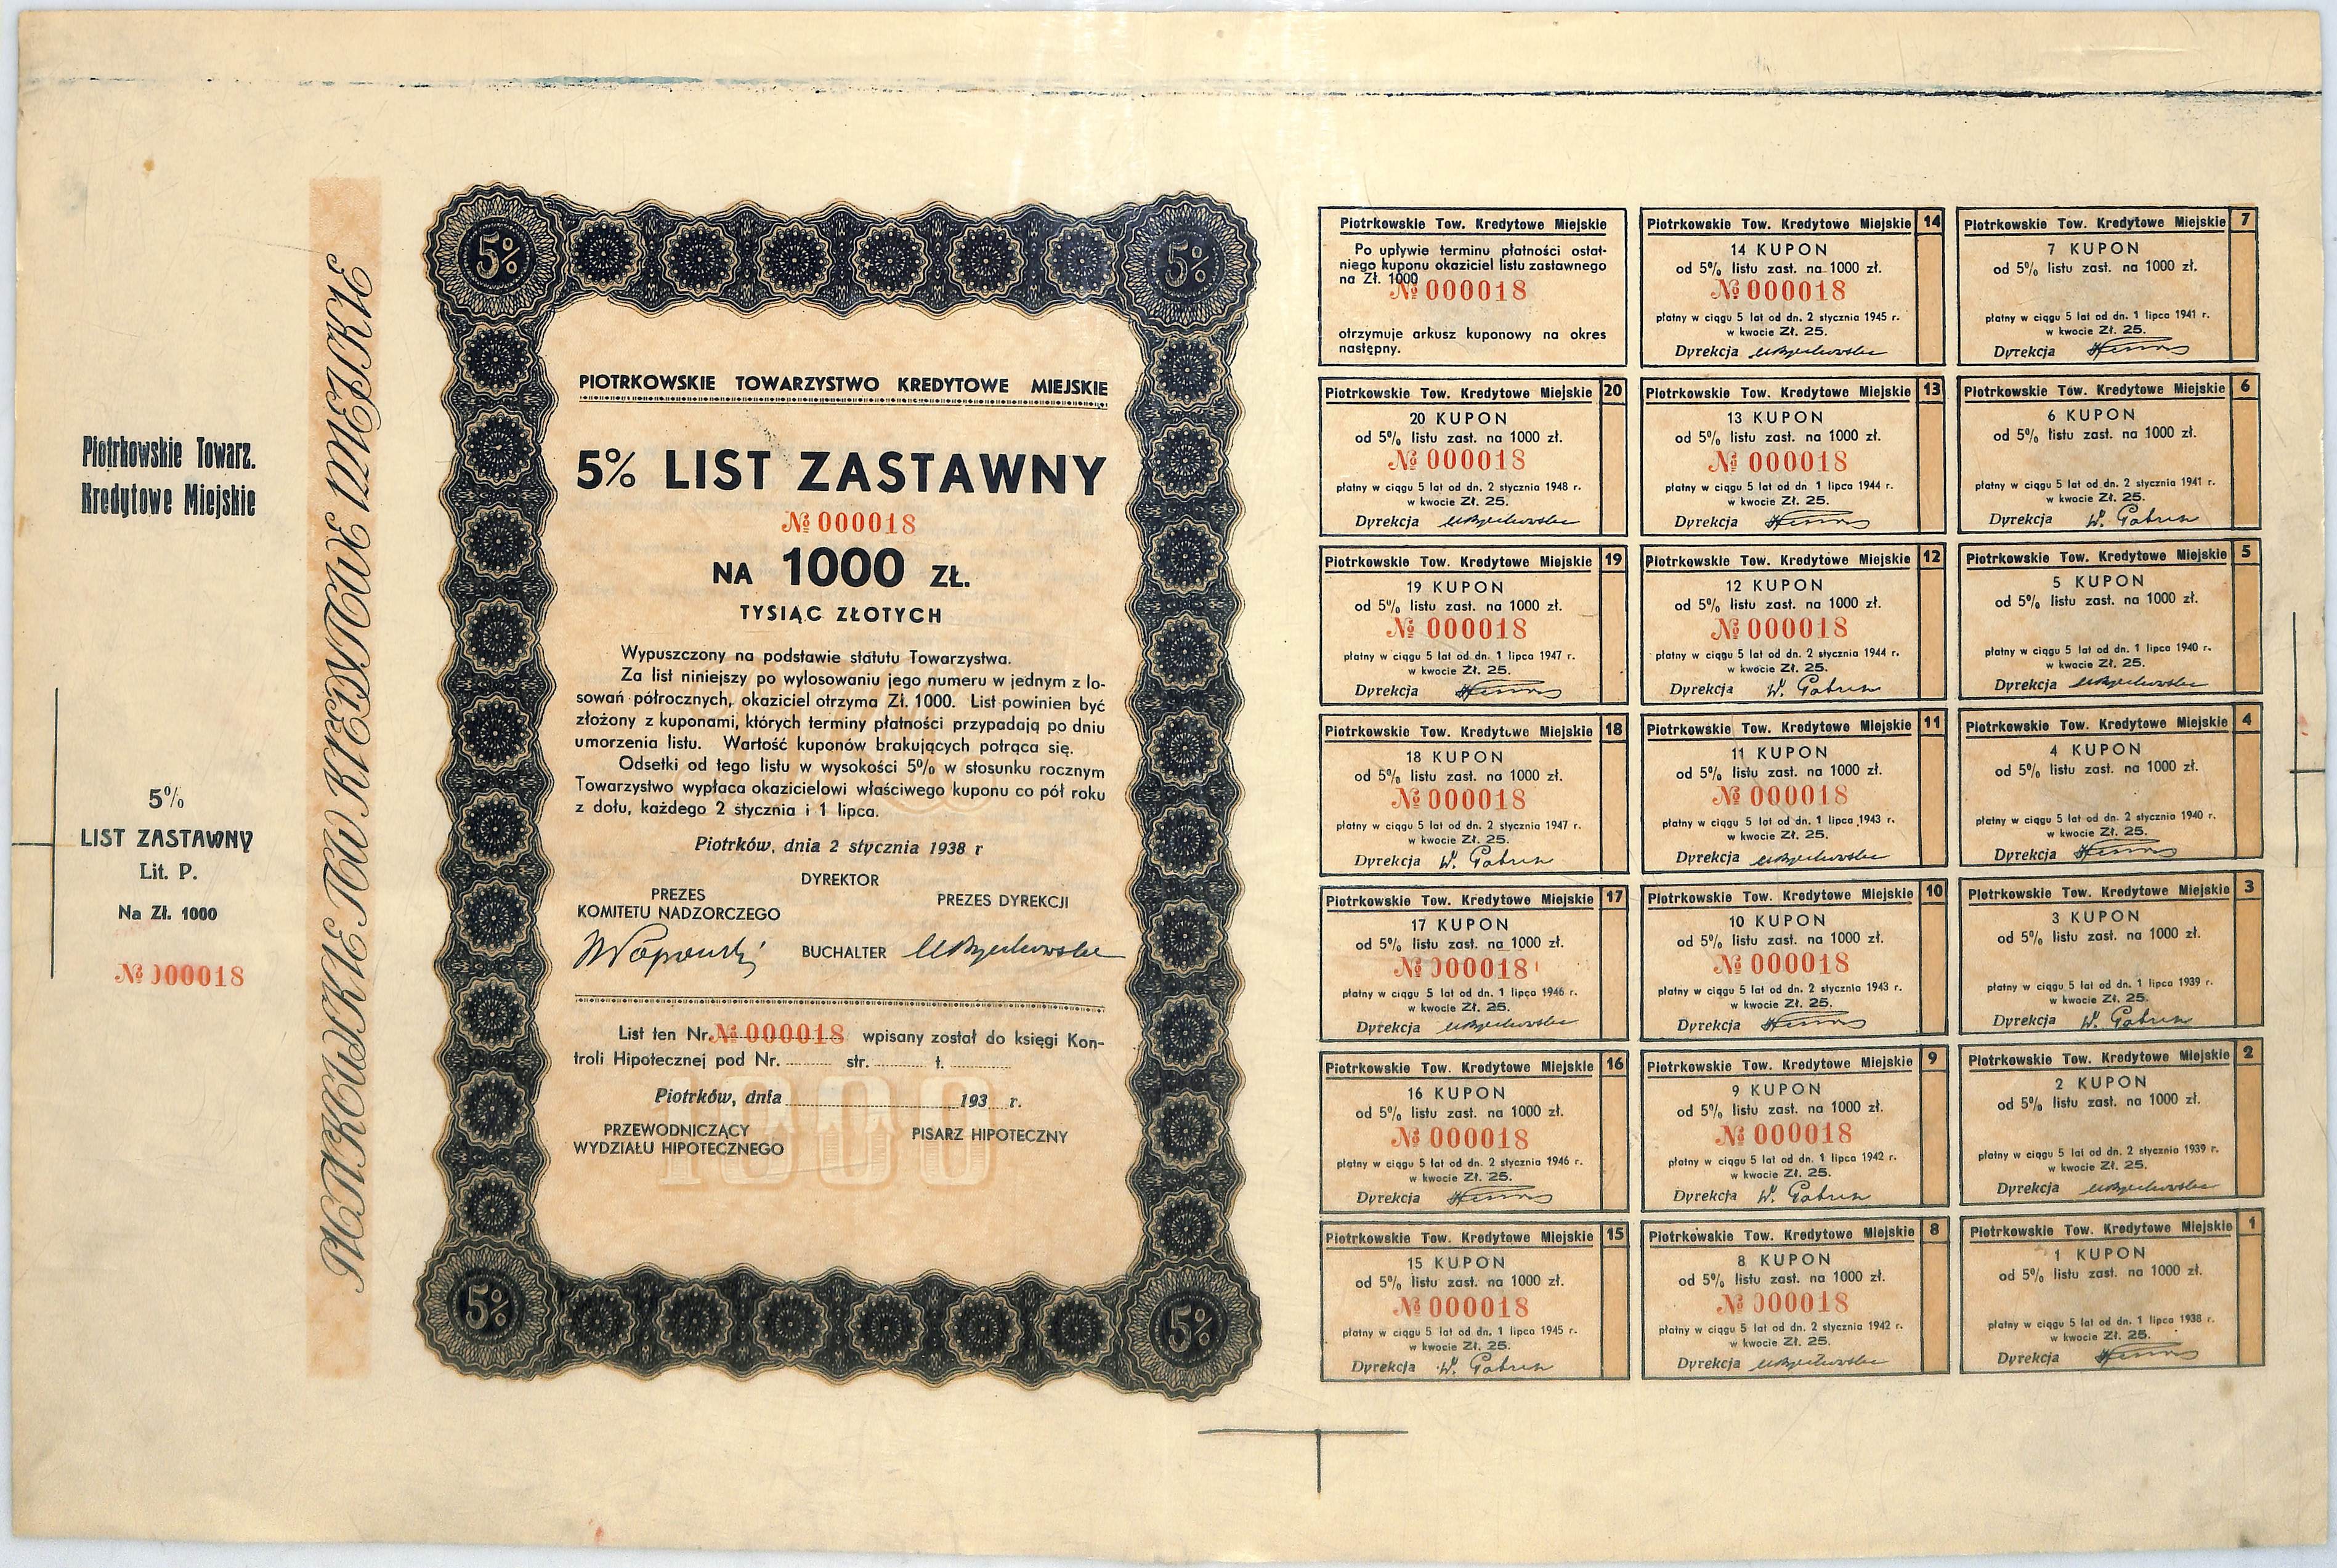 Piotrkowskie Towarz.
Kredytowe Miejskie
5%
LIST ZASTAWNY
Lit. P.
Na Zł. 1000
№ 000018
PIOTRKOWSKIE TOW. KREDYTOWE MIEJSKIE
5%
5%
PIOTRKOWSKIE TOWARZYSTWO KREDYTOWE MIEJSKIE
5% LIST ZASTAWNY
№ 000018
NA 1000 ZŁ.
TYSIĄC ZŁOTYCH
Wypuszczony na podstawie statutu Towarzystwa.
Za list niniejszy po wylosowaniu jego numeru w jednym z lo-
sowań półrocznych, okaziciel otrzyma Zł. 1000. List powinien być
złożony z kuponami, których terminy płatności przypadają po dniu
umorzenia listu. Wartość kuponów brakujących potrąca się.
Odsetki od tego listu w wysokości 5% w stosunku rocznym
Towarzystwo wypłaca okazicielowi właściwego kuponu co pół roku
z dołu, każdego 2 stycznia i 1 lipca.
Piotrków, dnia 2 stycznia 1938 r
DYREKTOR
PREZES
KOMITETU NADZORCZEGO
PREZES DYREKCJI
BUCHALTER
List ten Nr. № 000018 wpisany został do księgi Kon-
troli Hipotecznej pod Nr. ......... str. ......... t. .........
Piotrków, dnia ......... 193... r.
1000
PRZEWODNICZĄCY
WYDZIAŁU HIPOTECZNEGO
PISARZ HIPOTECZNY
5%
5%
Piotrkowskie Tow. Kredytowe Miejskie
Po upływie terminu płatności ostat-
niego kuponu okaziciel listu zastawnego
na Zł. 1000
№ 000018
otrzymuje arkusz kuponowy na okres
następny.
Piotrkowskie Tow. Kredytowe Miejskie 20
20 KUPON
od 5% listu zast. na 1000 zł.
№ 000018
płatny w ciągu 5 lat od dn. 2 stycznia 1948 r.
w kwocie Zł. 25.
Dyrekcja
Piotrkowskie Tow. Kredytowe Miejskie 19
19 KUPON
od 5% listu zast. na 1000 zł.
№ 000018
płatny w ciągu 5 lat od dn. 1 lipca 1947 r.
w kwocie Zł. 25.
Dyrekcja
Piotrkowskie Tow. Kredytowe Miejskie 18
18 KUPON
od 5% listu zast. na 1000 zł.
№ 000018
płatny w ciągu 5 lat od dn. 2 stycznia 1947 r.
w kwocie Zł. 25.
Dyrekcja
Piotrkowskie Tow. Kredytowe Miejskie 17
17 KUPON
od 5% listu zast. na 1000 zł.
№ 000018
płatny w ciągu 5 lat od dn. 1 lipca 1946 r.
w kwocie Zł. 25.
Dyrekcja
Piotrkowskie Tow. Kredytowe Miejskie 16
16 KUPON
od 5% listu zast. na 1000 zł.
№ 000018
płatny w ciągu 5 lat od dn. 2 stycznia 1946 r.
w kwocie Zł. 25.
Dyrekcja
Piotrkowskie Tow. Kredytowe Miejskie 15
15 KUPON
od 5% listu zast. na 1000 zł.
№ 000018
płatny w ciągu 5 lat od dn. 1 lipca 1945 r.
w kwocie Zł. 25.
Dyrekcja
Piotrkowskie Tow. Kredytowe Miejskie 14
14 KUPON
od 5% listu zast. na 1000 zł.
№ 000018
płatny w ciągu 5 lat od dn. 2 stycznia 1945 r.
w kwocie Zł. 25.
Dyrekcja
Piotrkowskie Tow. Kredytowe Miejskie 13
13 KUPON
od 5% listu zast. na 1000 zł.
№ 000018
płatny w ciągu 5 lat od dn 1 lipca 1944 r.
w kwocie Zł. 25.
Dyrekcja
Piotrkowskie Tow. Kredytowe Miejskie 12
12 KUPON
od 5% listu zast. na 1000 zł.
№ 000018
płatny w ciągu 5 lat od dn. 2 stycznia 1944 r.
w kwocie Zł. 25.
Dyrekcja
Piotrkowskie Tow. Kredytowe Miejskie 11
11 KUPON
od 5% listu zast. na 1000 zł.
№ 000018
płatny w ciągu 5 lat od dn. 1 lipca 1943 r.
w kwocie Zł. 25.
Dyrekcja
Piotrkowskie Tow. Kredytowe Miejskie 10
10 KUPON
od 5% listu zast. na 1000 zł.
№ 000018
płatny w ciągu 5 lat od dn. 2 stycznia 1943 r.
w kwocie Zł. 25.
Dyrekcja
Piotrkowskie Tow. Kredytowe Miejskie 9
9 KUPON
od 5% listu zast. na 1000 zł.
№ 000018
płatny w ciągu 5 lat od dn. 1 lipca 1942 r.
w kwocie Zł. 25.
Dyrekcja
Piotrkowskie Tow. Kredytowe Miejskie 8
8 KUPON
od 5% listu zast. na 1000 zł.
№ 000018
płatny w ciągu 5 lat od dn. 2 stycznia 1942 r.
w kwocie Zł. 25.
Dyrekcja
Piotrkowskie Tow. Kredytowe Miejskie 7
7 KUPON
od 5% listu zast. na 1000 zł.
płatny w ciągu 5 lat od dn. 1 lipca 1941 r.
w kwocie Zł. 25.
Dyrekcja
Piotrkowskie Tow. Kredytowe Miejskie 6
6 KUPON
od 5% listu zast. na 1000 zł.
płatny w ciągu 5 lat od dn. 2 stycznia 1941 r.
w kwocie Zł. 25.
Dyrekcja
Piotrkowskie Tow. Kredytowe Miejskie 5
5 KUPON
od 5% listu zast. na 1000 zł.
płatny w ciągu 5 lat od dn. 1 lipca 1940 r.
w kwocie Zł. 25.
Dyrekcja
Piotrkowskie Tow. Kredytowe Miejskie 4
4 KUPON
od 5% listu zast. na 1000 zł.
płatny w ciągu 5 lat od dn. 2 stycznia 1940 r.
w kwocie Zł. 25.
Dyrekcja
Piotrkowskie Tow. Kredytowe Miejskie 3
3 KUPON
od 5% listu zast. na 1000 zł.
płatny w ciągu 5 lat od dn. 1 lipca 1939 r.
w kwocie Zł. 25.
Dyrekcja
Piotrkowskie Tow. Kredytowe Miejskie 2
2 KUPON
od 5% listu zast. na 1000 zł.
płatny w ciągu 5 lat od dn. 2 stycznia 1939 r.
w kwocie Zł. 25.
Dyrekcja
Piotrkowskie Tow. Kredytowe Miejskie 1
1 KUPON
od 5% listu zast. na 1000 zł.
płatny w ciągu 5 lat od dn. 1 lipca 1938 r.
w kwocie Zł. 25.
Dyrekcja